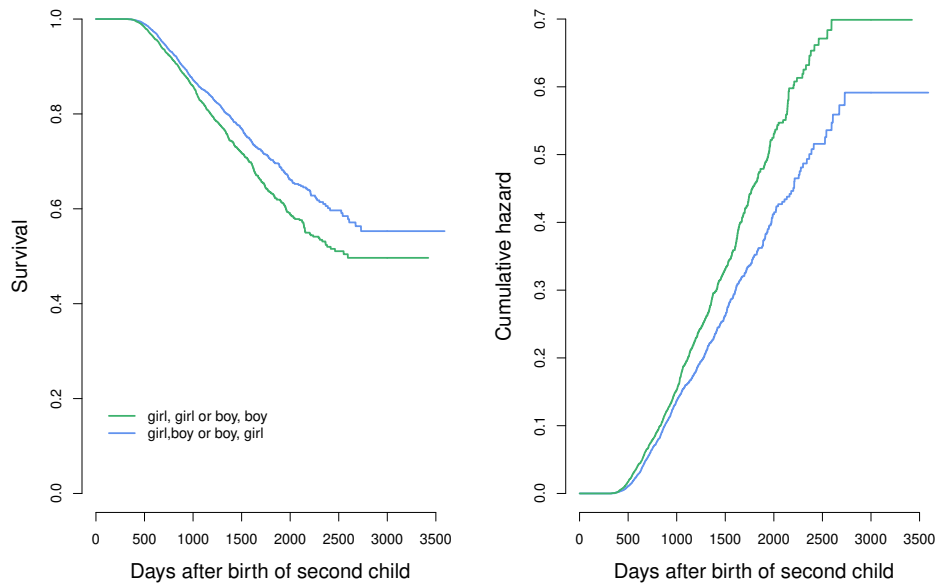 1.0
0.8
0.6
0.4
0.2
0.0
Survival
girl, girl or boy, boy
girl,boy or boy, girl
0 500 1000 1500 2000 2500 3000 3500
Days after birth of second child
0.7
0.6
0.5
0.4
0.3
0.2
0.1
0.0
Cumulative hazard
0 500 1000 1500 2000 2500 3000 3500
Days after birth of second child